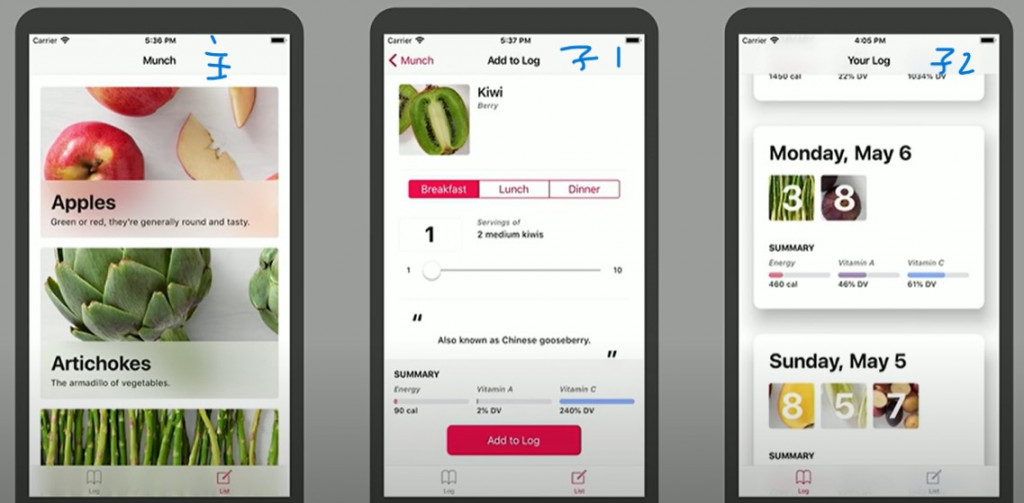 Carrier 5:36 PM
Munch 主
Apples
Green or red, they're generally round and tasty.
Artichokes
The armadillo of vegetables.
Log List
Carrier 5:37 PM
Munch Add to Log 子1
Kiwi
Berry
Breakfast Lunch Dinner
1 Servings of
2 medium kiwis
1 10
"
Also known as Chinese gooseberry.
"
SUMMARY
Energy Vitamin A Vitamin C
90 cal 2% DV 240% DV
Add to Log
Log List
Carrier 4:05 PM
Your Log 子2
1450 cal 22% DV 1034% DV
Monday, May 6
3 8
SUMMARY
Energy Vitamin A Vitamin C
460 cal 46% DV 61% DV
Sunday, May 5
8 5 7
SUMMARY
Log List